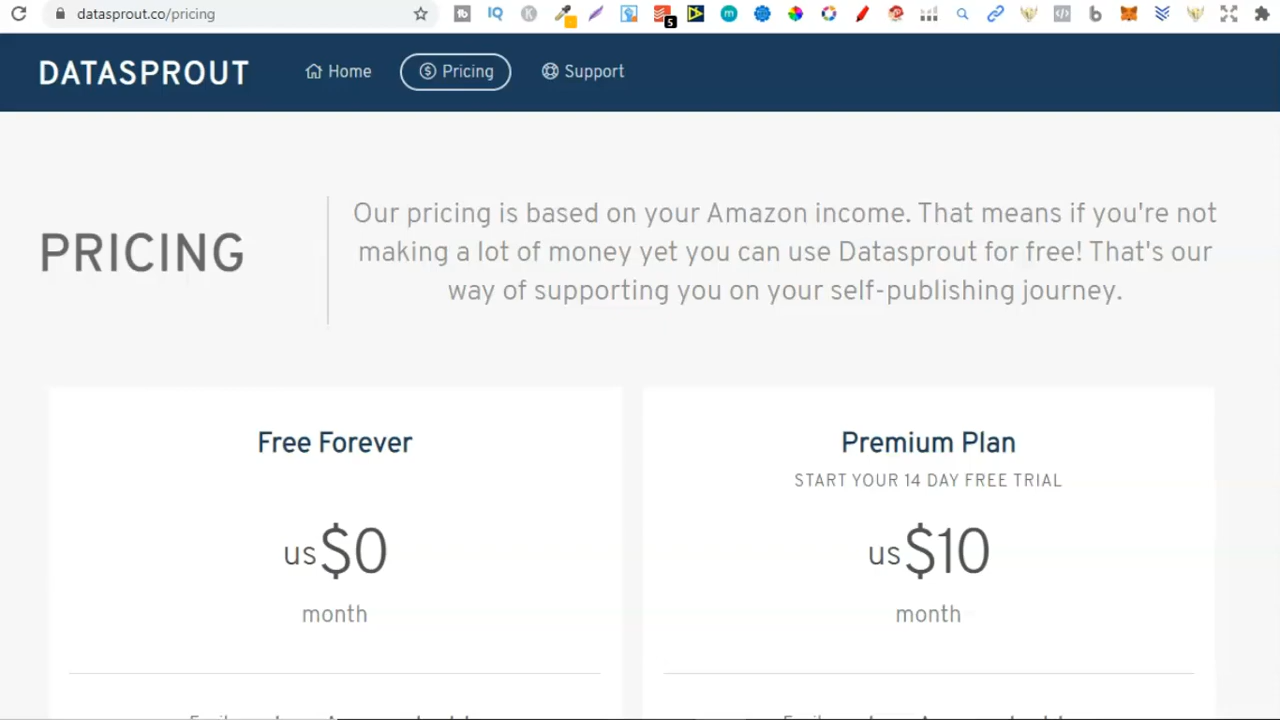 datasprout.co/pricing
5
DATASPROUT
Home
Pricing
Support
PRICING
Our pricing is based on your Amazon income. That means if you're not
making a lot of money yet you can use Datasprout for free! That's our
way of supporting you on your self-publishing journey.
Free Forever
us$0
month
Premium Plan
START YOUR 14 DAY FREE TRIAL
us$10
month